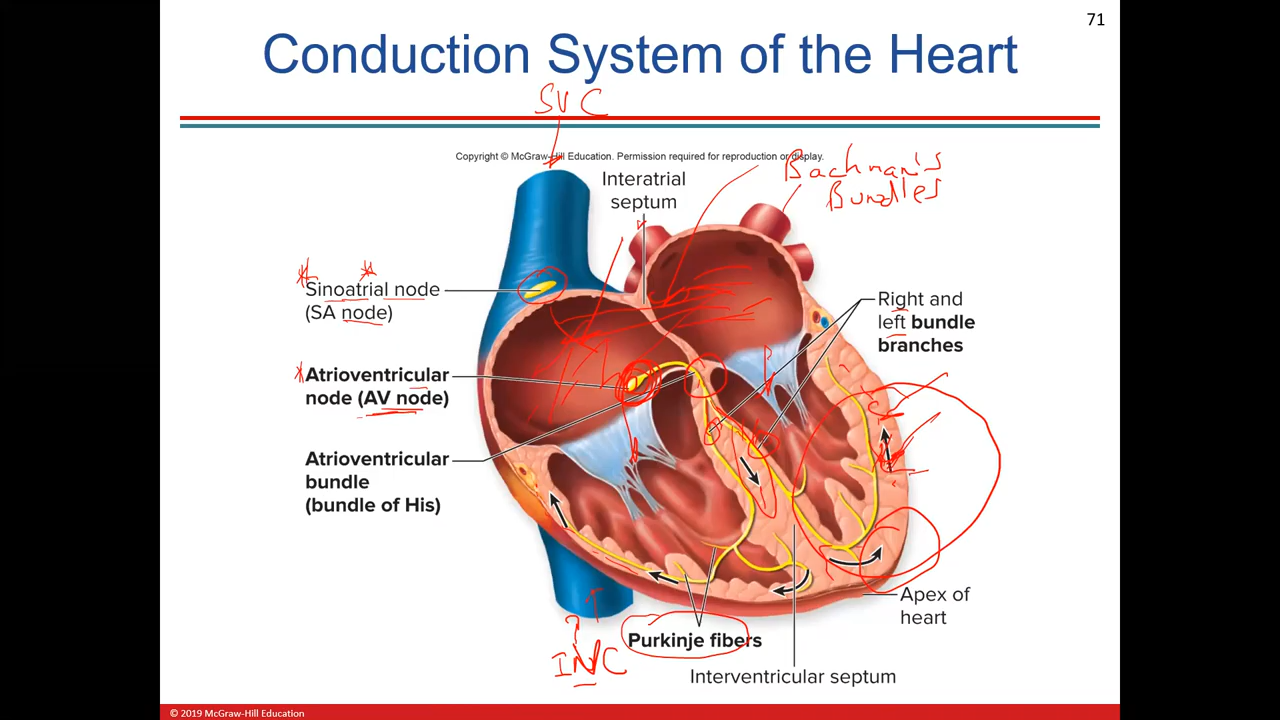 71
Conduction System of the Heart
SVC
Copyright © McGraw-Hill Education. Permission required for reproduction or display.
Bachman's
Bundles
Interatrial
septum
Sinoatrial node
(SA node)
Right and
left bundle
branches
Atrioventricular
node (AV node)
Atrioventricular
bundle
(bundle of His)
Apex of
heart
Purkinje fibers
Interventricular septum
© 2019 McGraw-Hill Education